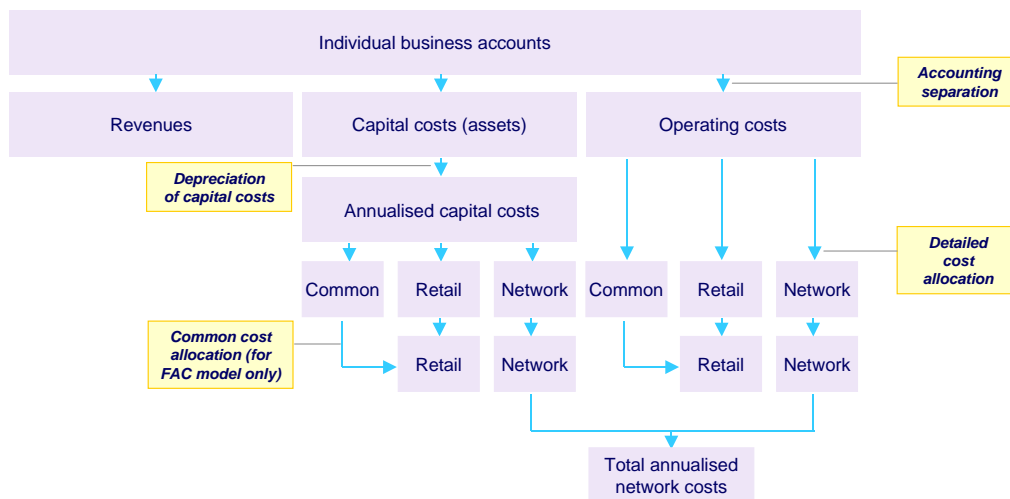 Individual business accounts
Accounting
separation
Revenues
Capital costs (assets)
Operating costs
Depreciation
of capital costs
Annualised capital costs
Detailed
cost
allocation
Common
Retail
Network
Common
Retail
Network
Common cost
allocation (for
FAC model only)
Retail
Network
Retail
Network
Total annualised
network costs